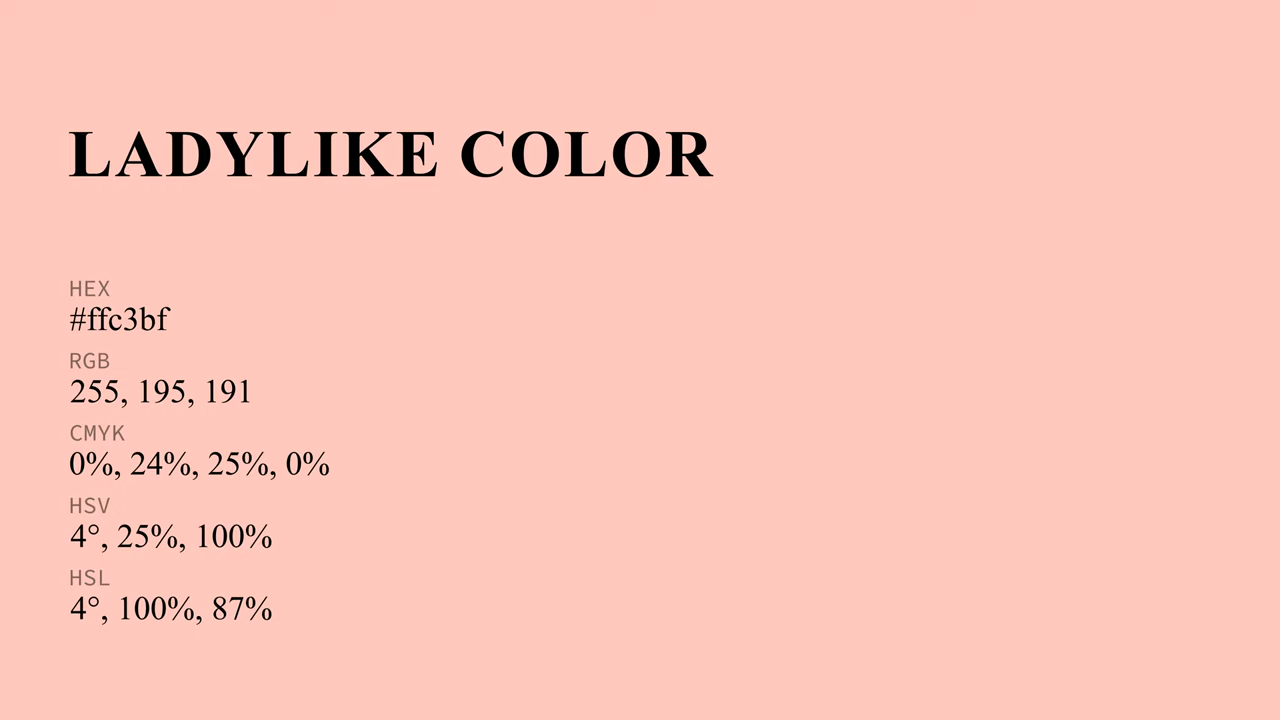 LADYLIKE COLOR
HEX
#ffc3bf
RGB
255, 195, 191
CMYK
0%, 24%, 25%, 0%
HSV
4°, 25%, 100%
HSL
4°, 100%, 87%